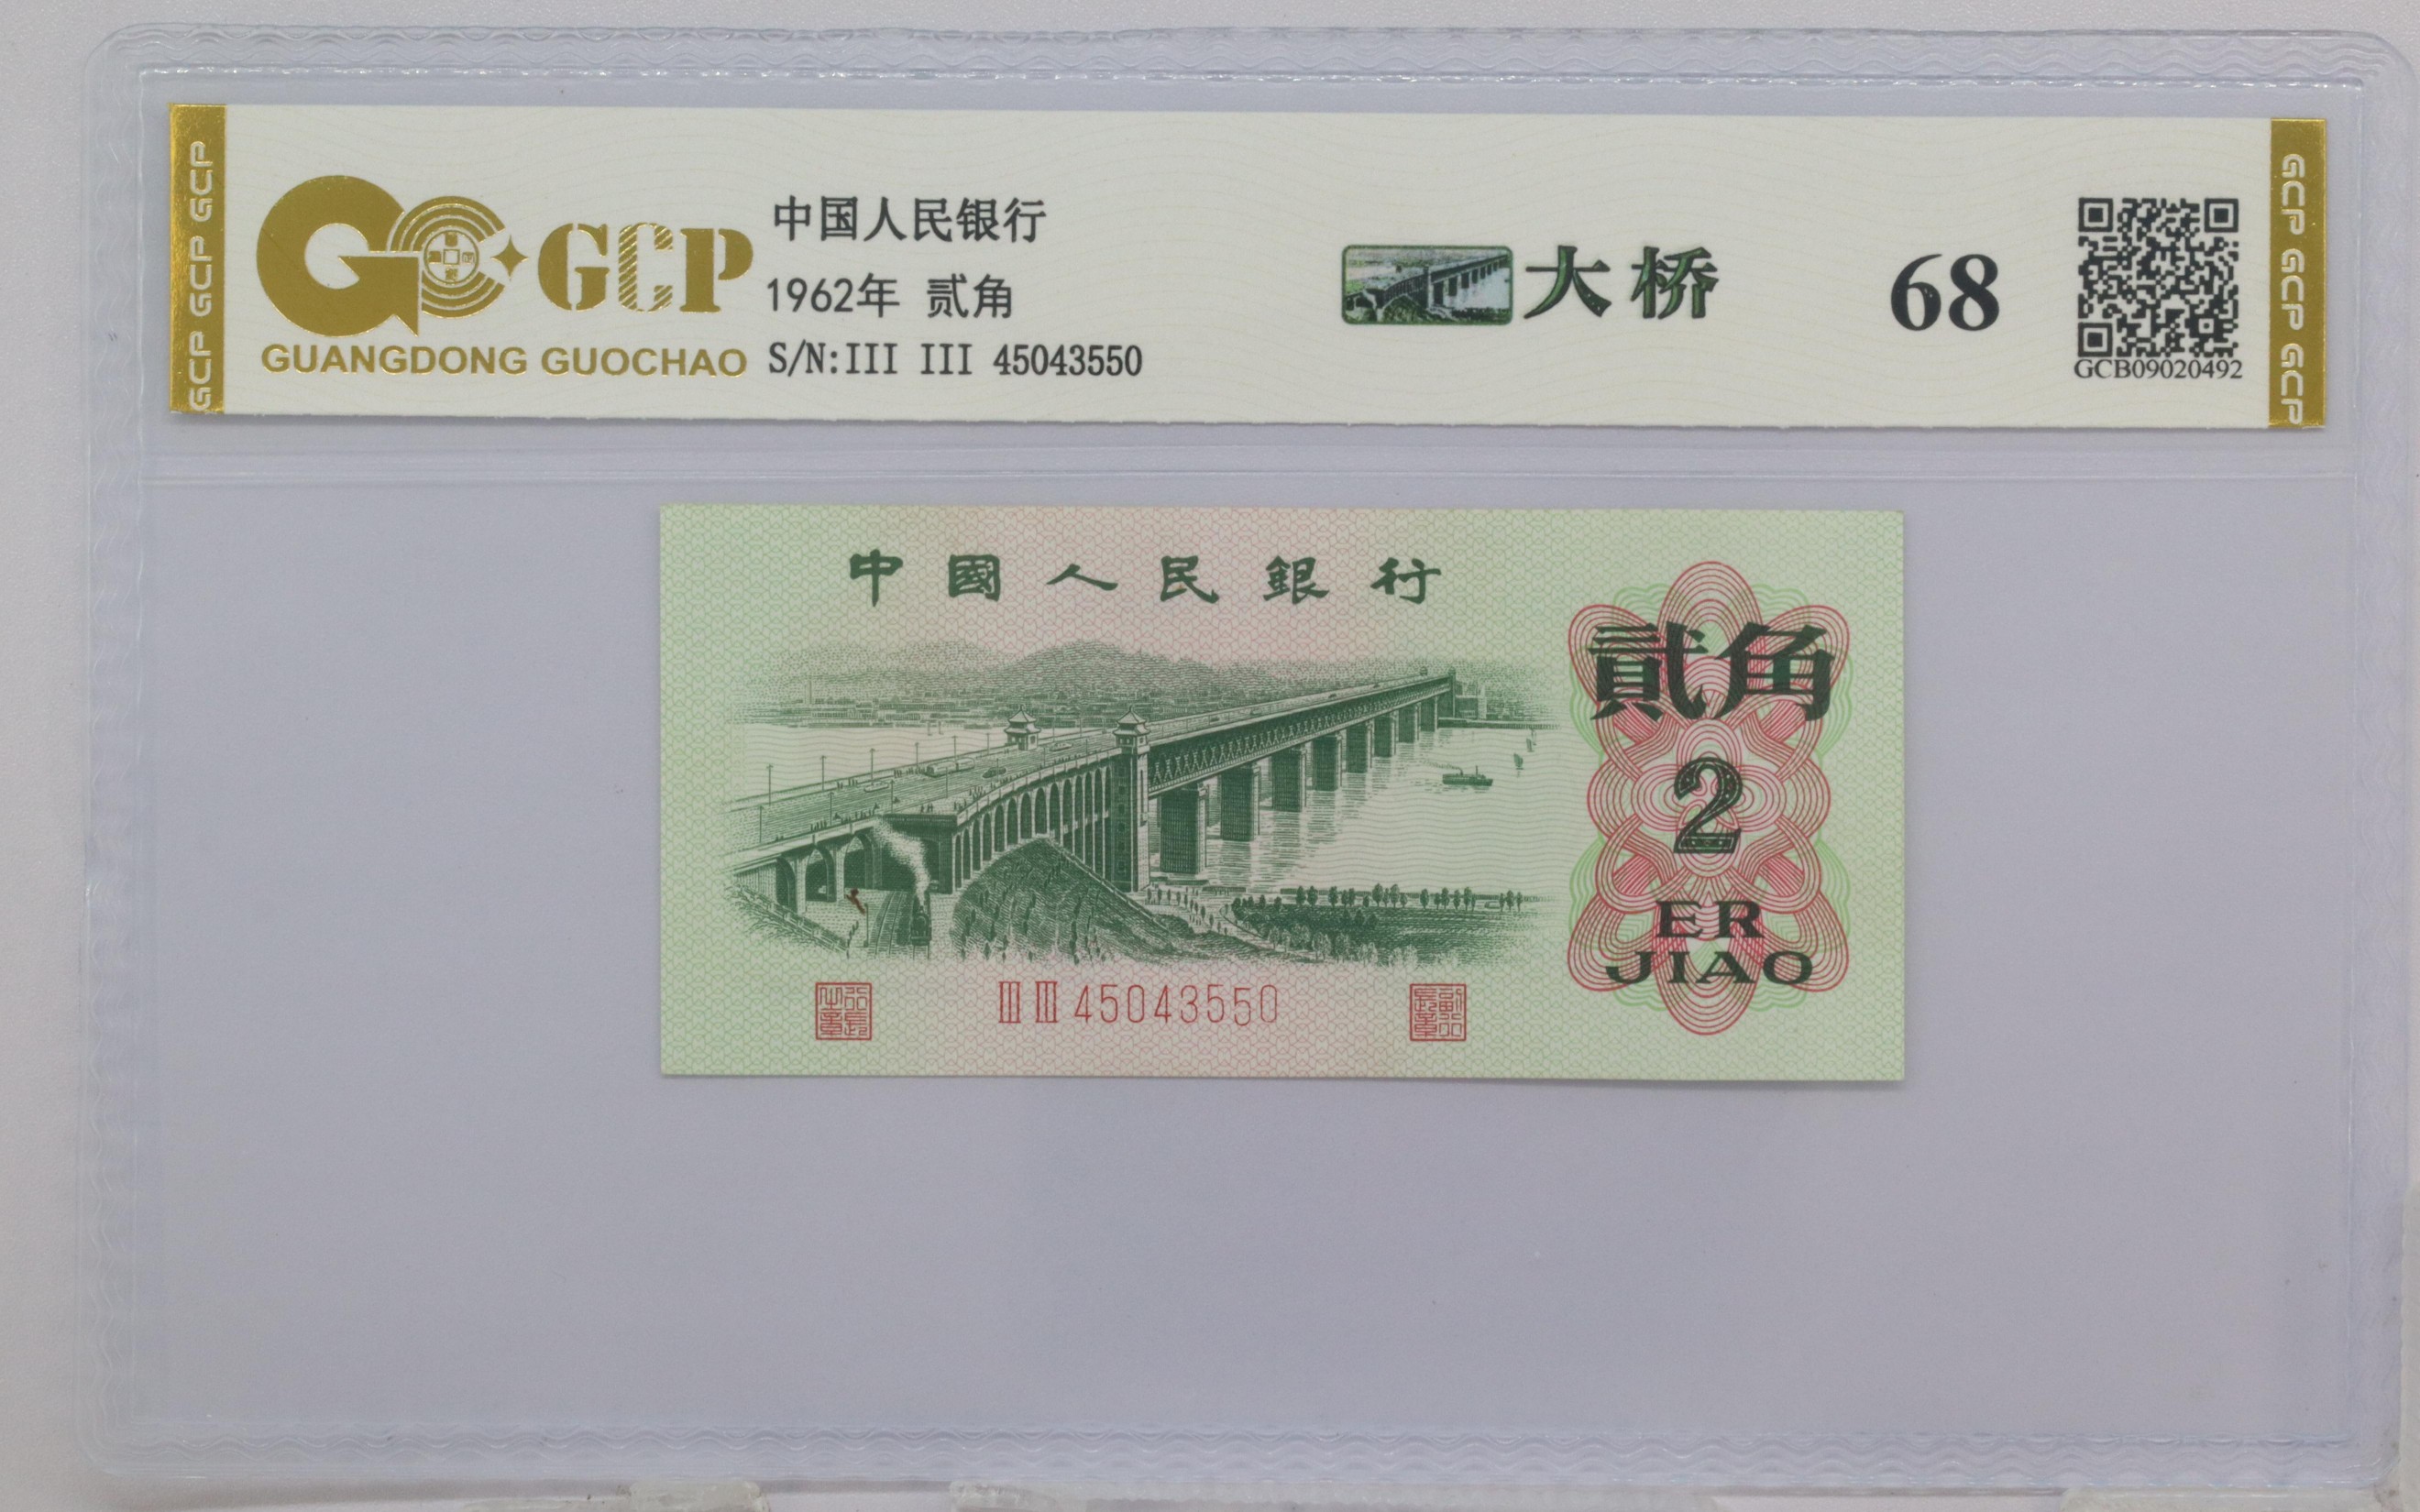 GCP GCP GCP
GCP
GUANGDONG GUOCHAO
中国人民银行
1962年 贰角
S/N:III III 45043550
大桥
68
GCB09020492
GCP GCP GCP
中國人民銀行
貳角
2
ER
JIAO
III III 45043550